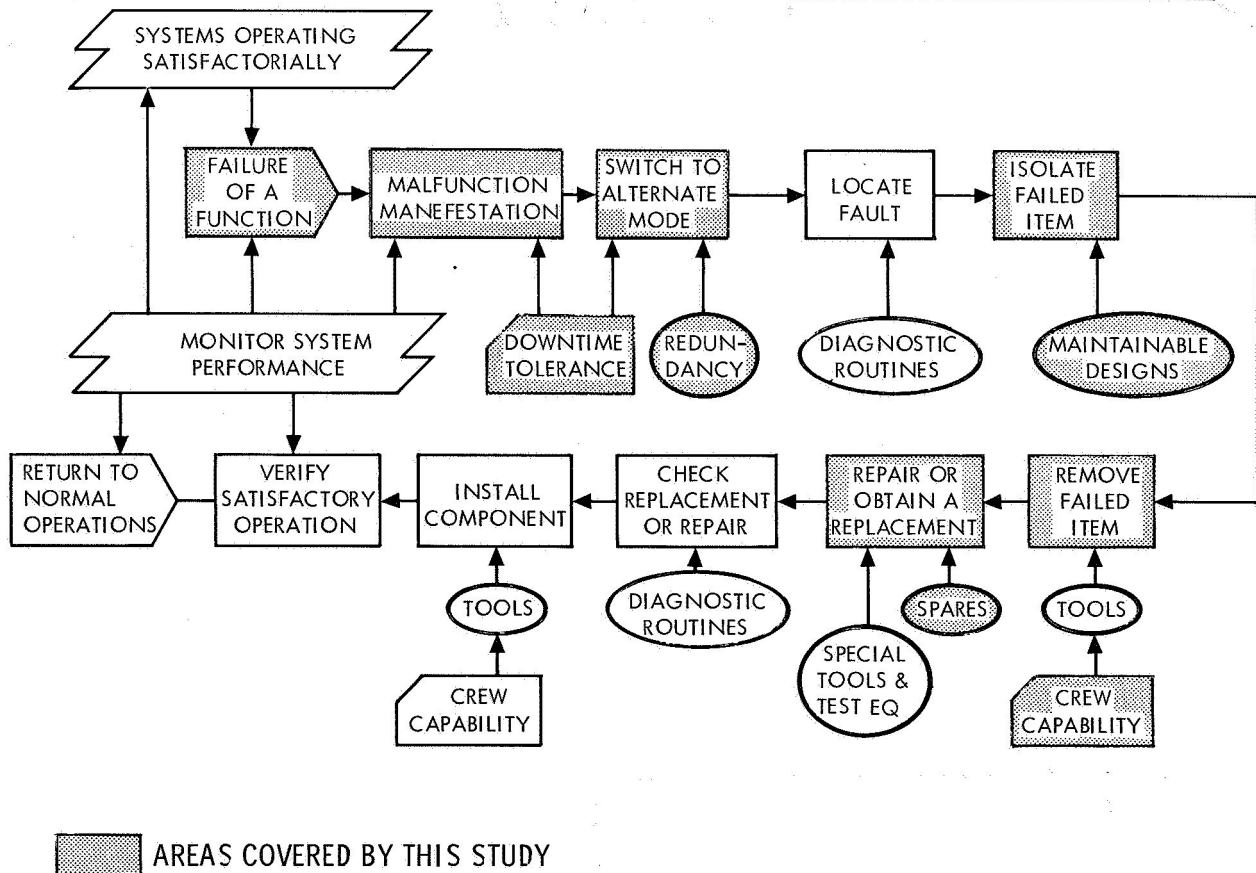 SYSTEMS OPERATING
SATISFACTORIALLY
FAILURE
OF A
FUNCTION
MALFUNCTION
MANEFESTATION
SWITCH TO
ALTERNATE
MODE
LOCATE
FAULT
ISOLATE
FAILED
ITEM
MONITOR SYSTEM
PERFORMANCE
DOWNTIME
TOLERANCE
REDUN-
DANCY
DIAGNOSTIC
ROUTINES
MAINTAINABLE
DESIGNS
RETURN TO
NORMAL
OPERATIONS
VERIFY
SATISFACTORY
OPERATION
INSTALL
COMPONENT
CHECK
REPLACEMENT
OR REPAIR
REPAIR OR
OBTAIN A
REPLACEMENT
REMOVE
FAILED
ITEM
TOOLS
DIAGNOSTIC
ROUTINES
SPARES
TOOLS
SPECIAL
TOOLS &
TEST EQ
CREW
CAPABILITY
CREW
CAPABILITY
AREAS COVERED BY THIS STUDY